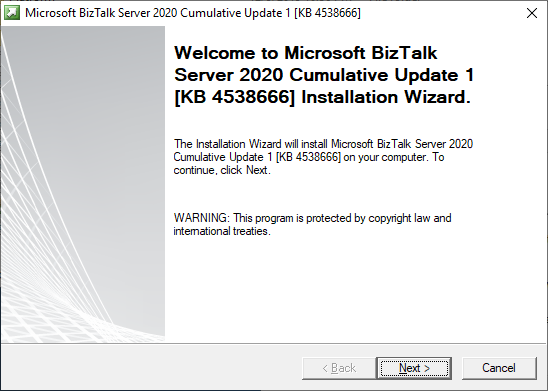 Microsoft BizTalk Server 2020 Cumulative Update 1 [KB 4538666]
Welcome to Microsoft BizTalk
Server 2020 Cumulative Update 1
[KB 4538666] Installation Wizard.
The Installation Wizard will install Microsoft BizTalk Server 2020
Cumulative Update 1 [KB 4538666] on your computer. To
continue, click Next.
WARNING: This program is protected by copyright law and
international treaties.
< Back
Next >
Cancel